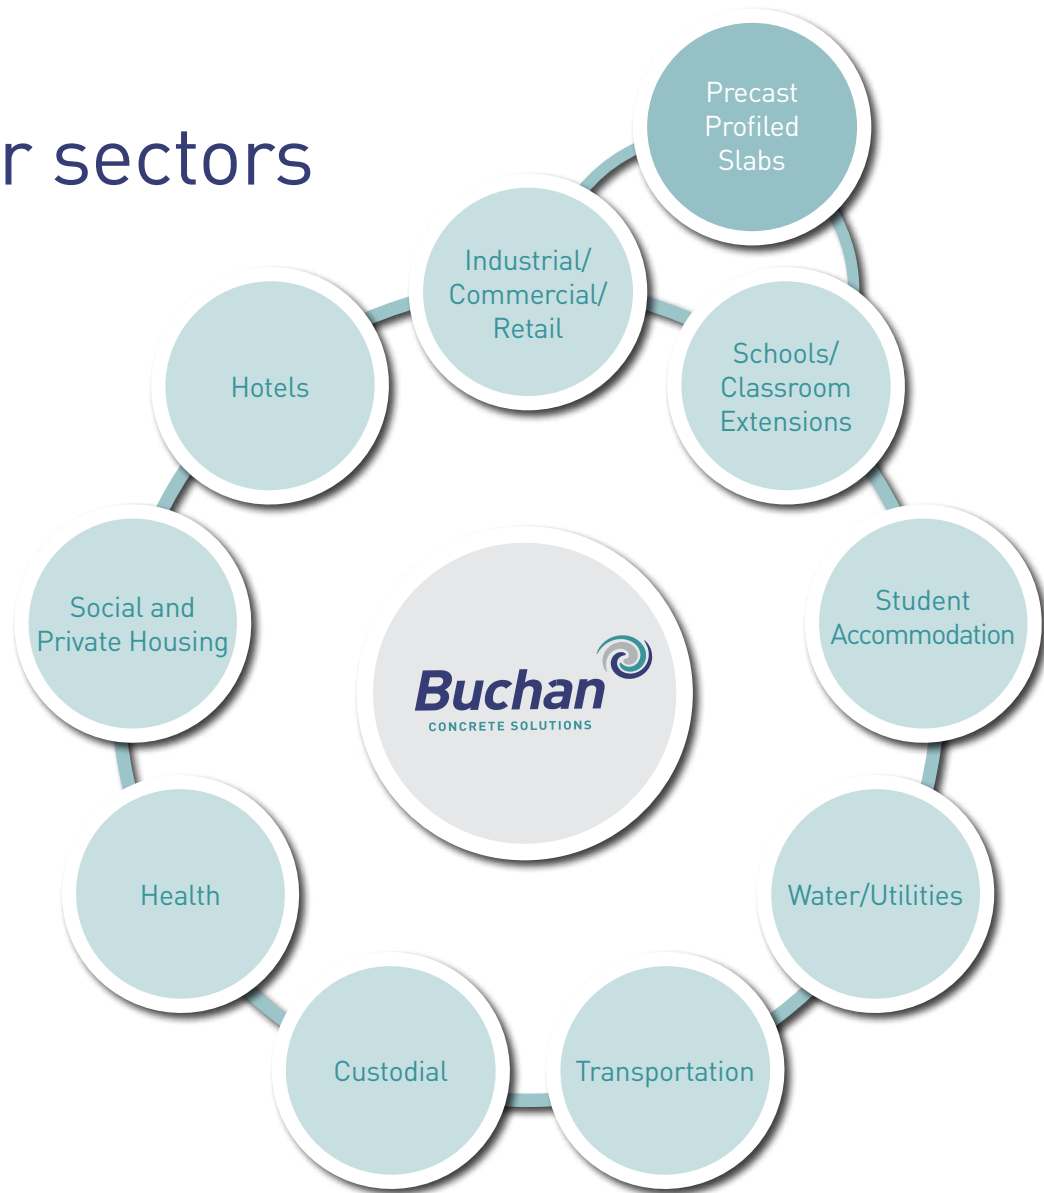 r sectors
Precast
Profiled
Slabs
Industrial/
Commercial/
Retail
Schools/
Classroom
Extensions
Hotels
Student
Accommodation
Social and
Private Housing
Buchan
CONCRETE SOLUTIONS
Water/Utilities
Health
Transportation
Custodial